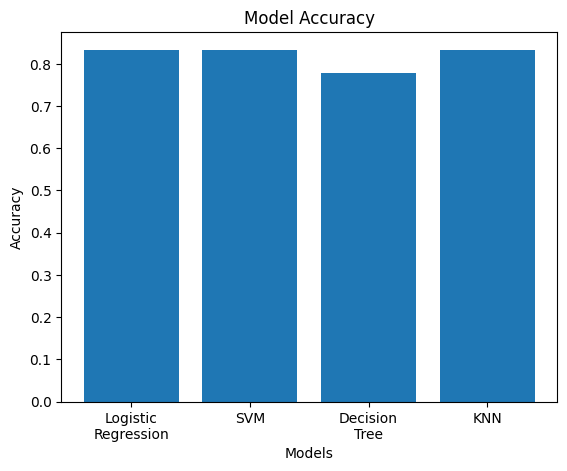 Model Accuracy
Accuracy
0.8
0.7
0.6
0.5
0.4
0.3
0.2
0.1
0.0
Logistic
Regression
SVM
Decision
Tree
KNN
Models